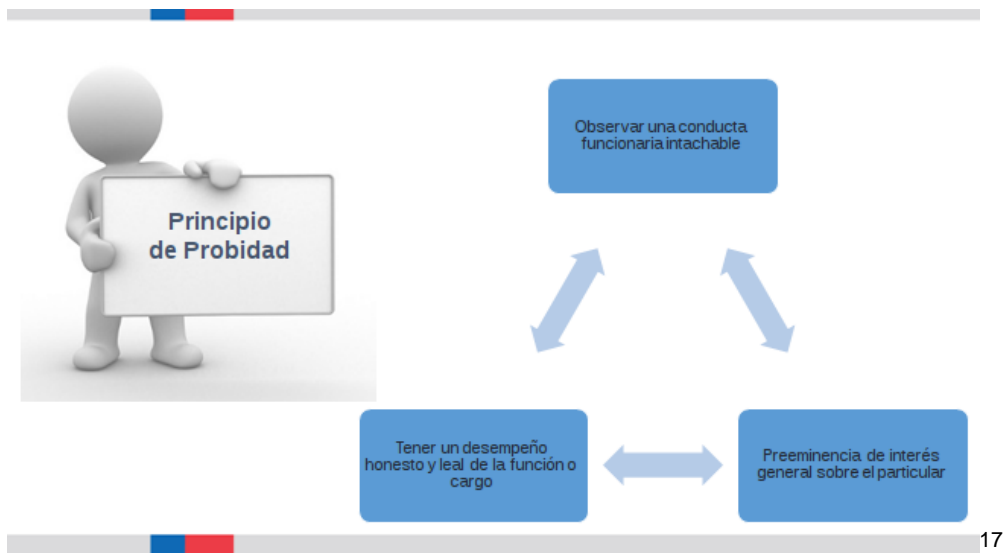 Principio
de Probidad
Observar una conducta
funcionaria intachable
Tener un desempeño
honesto y leal de la función o
cargo
Preeminencia de interés
general sobre el particular
17